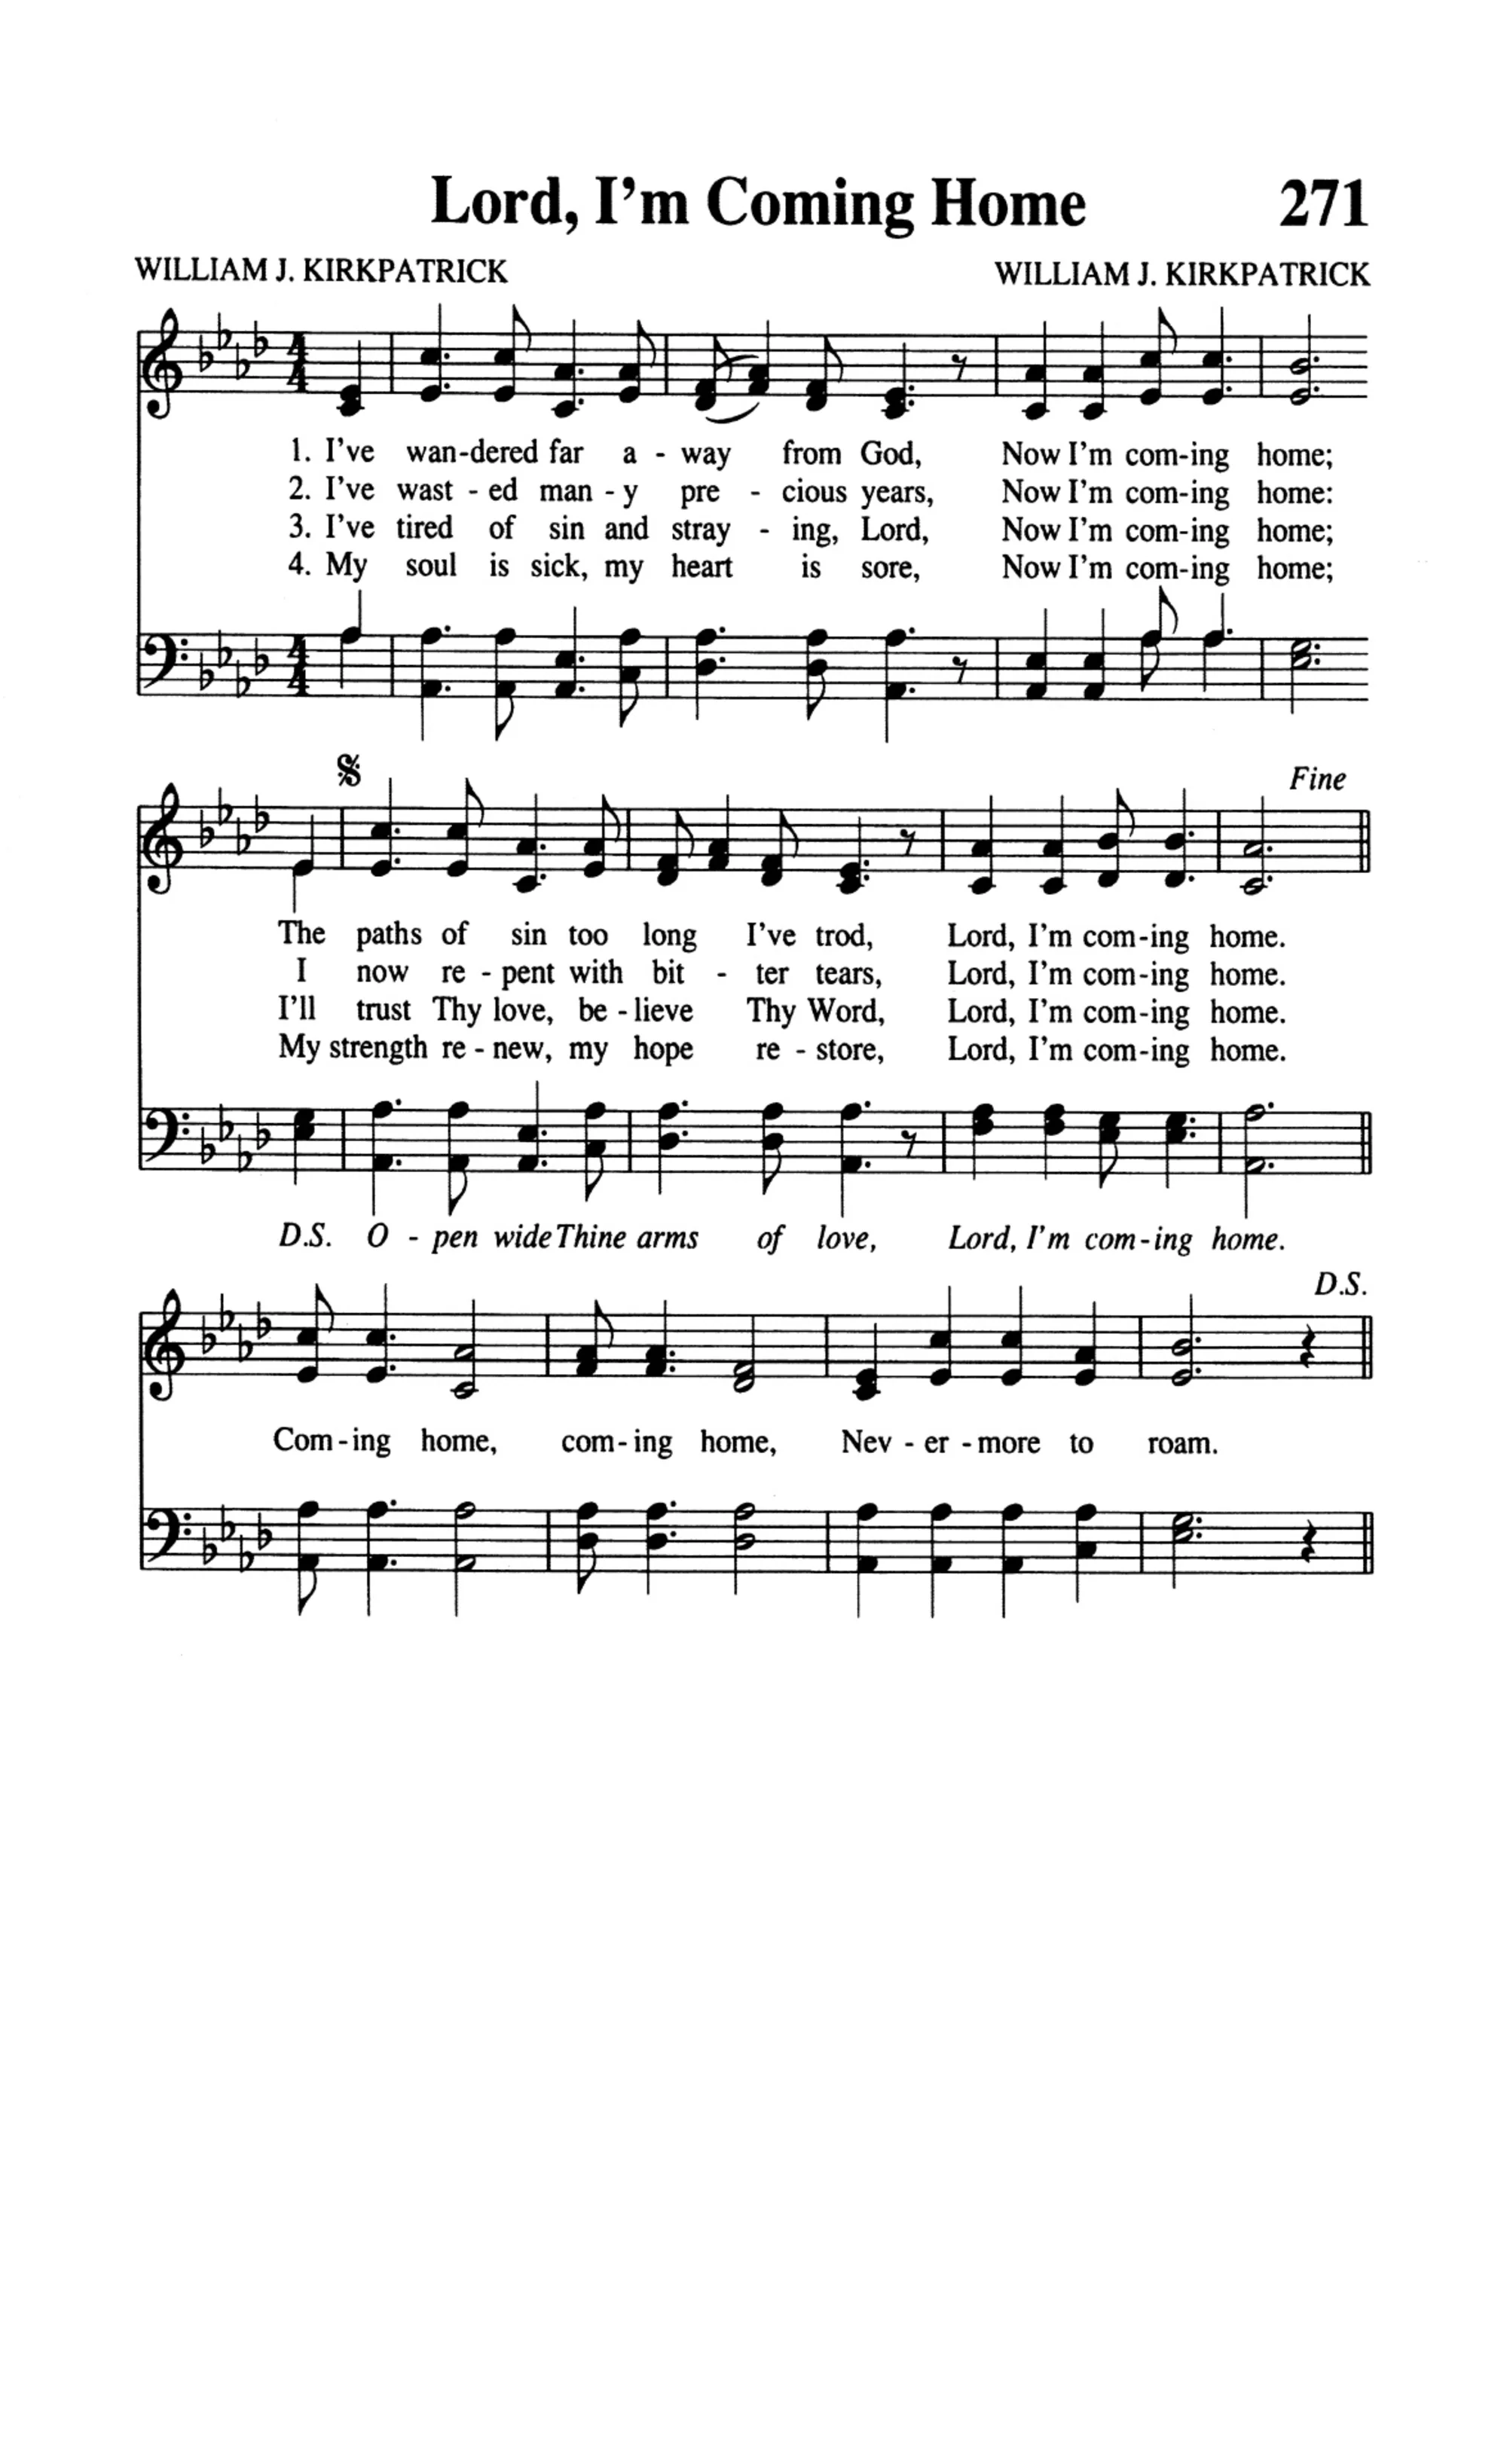 Lord, I'm Coming Home 271
WILLIAM J. KIRKPATRICK WILLIAM J. KIRKPATRICK
4 4
1. I've wan-dered far a - way from God, Now I'm com-ing home;
2. I've wast - ed man - y pre - cious years, Now I'm com-ing home:
3. I've tired of sin and stray - ing, Lord, Now I'm com-ing home;
4. My soul is sick, my heart is sore, Now I'm com-ing home;
4 4
Fine
The paths of sin too long I've trod, Lord, I'm com-ing home.
I now re - pent with bit - ter tears, Lord, I'm com-ing home.
I'll trust Thy love, be - lieve Thy Word, Lord, I'm com-ing home.
My strength re - new, my hope re - store, Lord, I'm com-ing home.
D.S. O - pen wide Thine arms of love, Lord, I'm com-ing home.
D.S.
Com-ing home, com-ing home, Nev - er - more to roam.